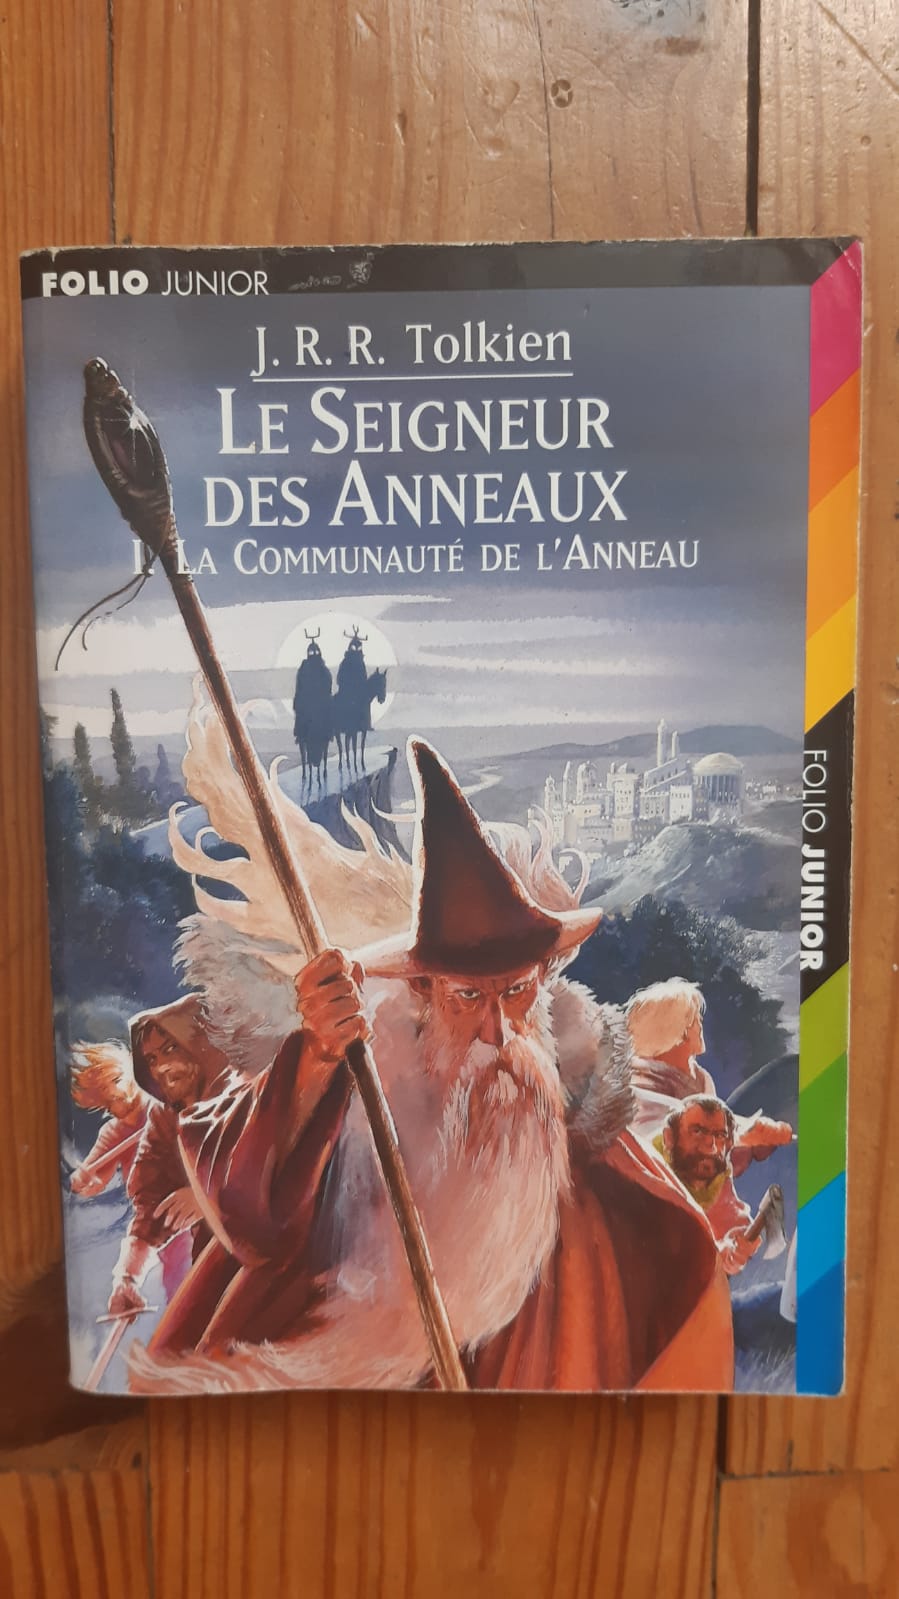 FOLIO JUNIOR
J. R. R. Tolkien
LE SEIGNEUR
DES ANNEAUX
I. LA COMMUNAUTÉ DE L'ANNEAU
FOLIO JUNIOR